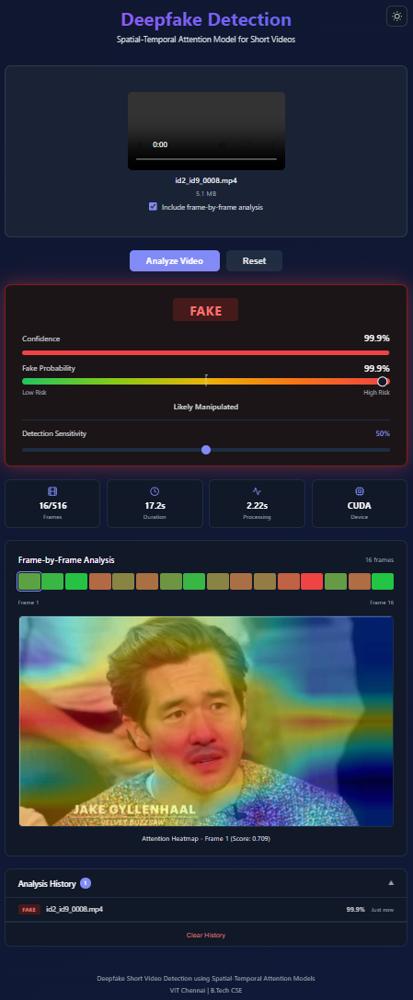 Deepfake Detection
Spatial-Temporal Attention Model for Short Videos
0:00
id2_id9_0008.mp4
5.1 MB
Include frame-by-frame analysis
Analyze Video
Reset
FAKE
Confidence
99.9%
Fake Probability
99.9%
Low Risk
High Risk
Likely Manipulated
Detection Sensitivity
50%
16/516
Frames
17.2s
Duration
2.22s
Processing
CUDA
Device
Frame-by-Frame Analysis
16 frames
Frame 1
Frame 16
JAKE GYLLENHAAL
VELVET BUZZSAW
Attention Heatmap - Frame 1 (Score: 0.709)
Analysis History 1
FAKE id2_id9_0008.mp4 99.9% Just now
Clear History
Deepfake Short Video Detection using Spatial-Temporal Attention Models
VIT Chennai | B.Tech CSE